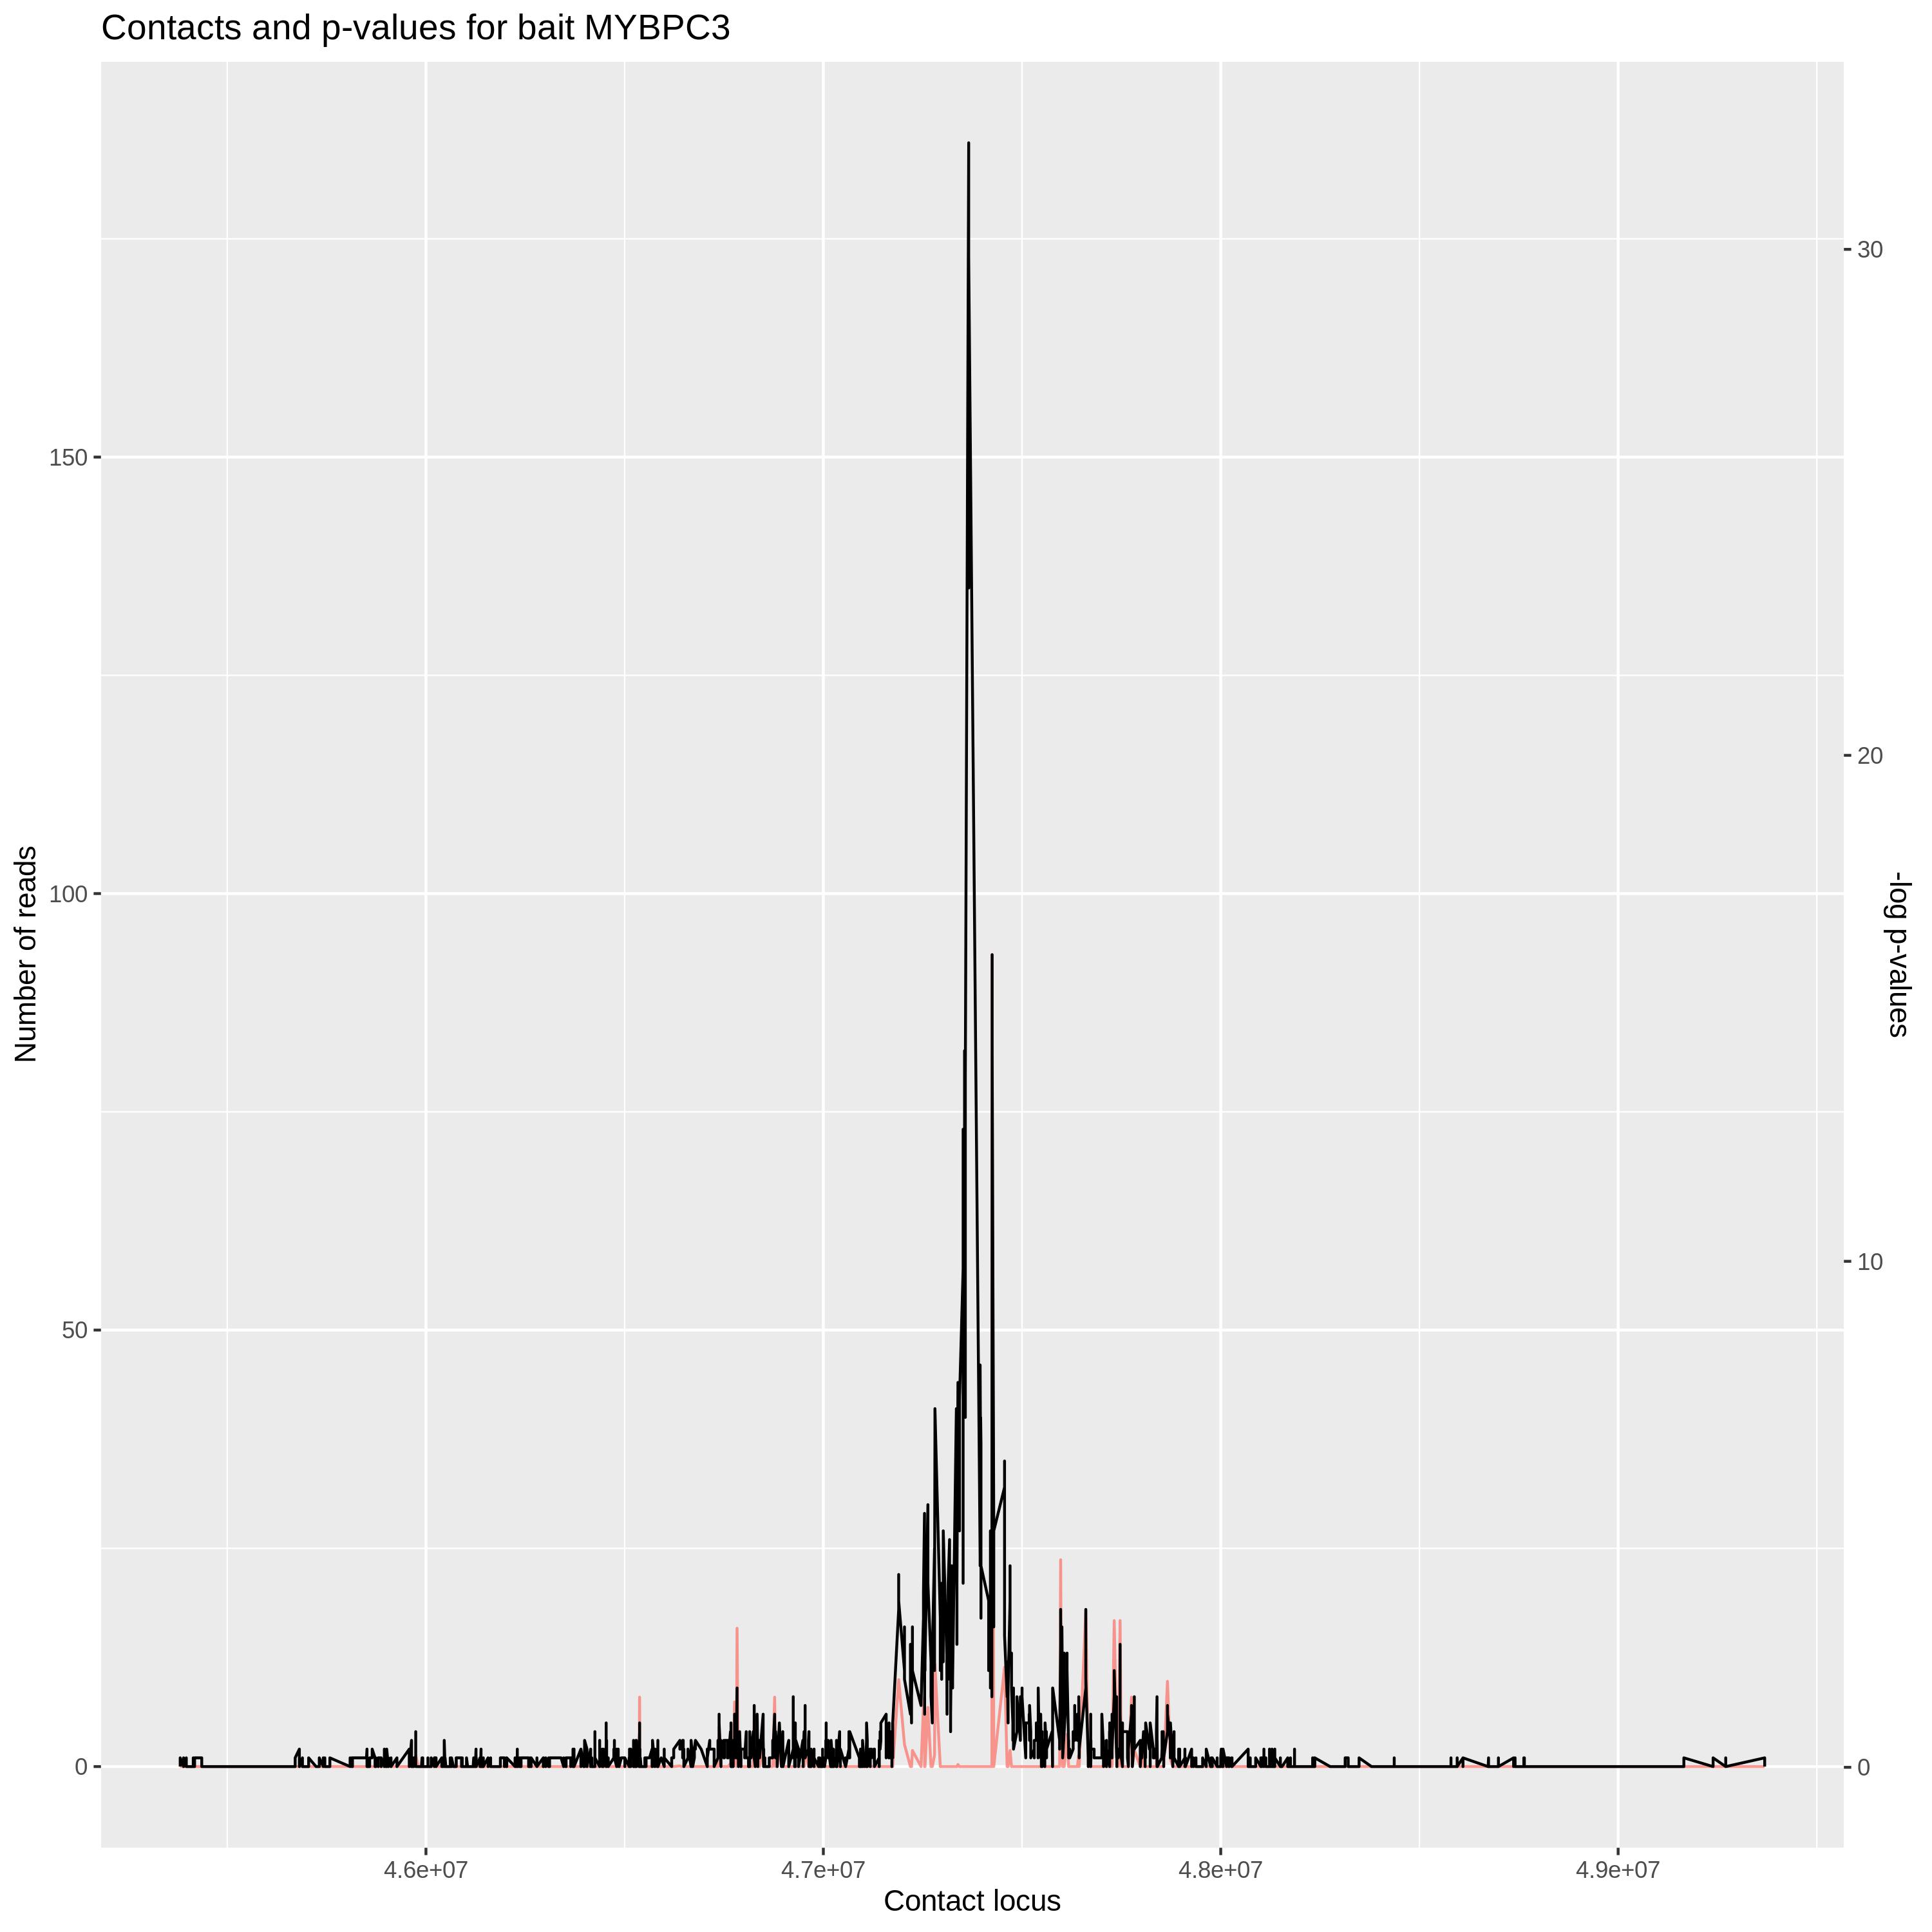 Contacts and p-values for bait MYBPC3
150
100
50
0
30
20
10
0
Number of reads
-log p-values
4.6e+07
4.7e+07
4.8e+07
4.9e+07
Contact locus